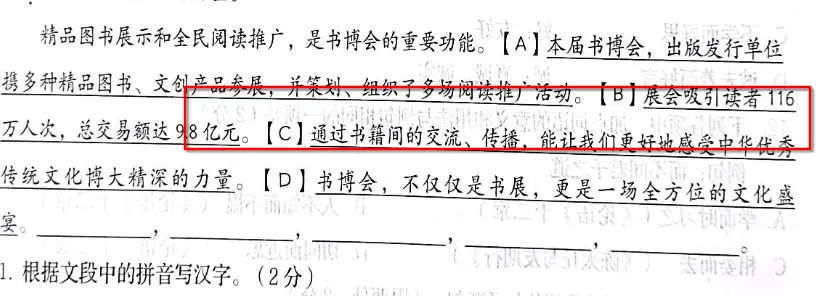 精品图书展示和全民阅读推广，是书博会的重要功能。【A】本届书博会，出版发行单位
携多种精品图书、文创产品参展，并策划、组织了多场阅读推广活动。【B】展会吸引读者116
万人次，总交易额达9.8亿元。【C】通过书籍间的交流、传播，能让我们更好地感受中华优秀
传统文化博大精深的力量。【D】书博会，不仅仅是书展，更是一场全方位的文化盛
宴。________，________，________，________，________。
1. 根据文段中的拼音写汉字。（2分）